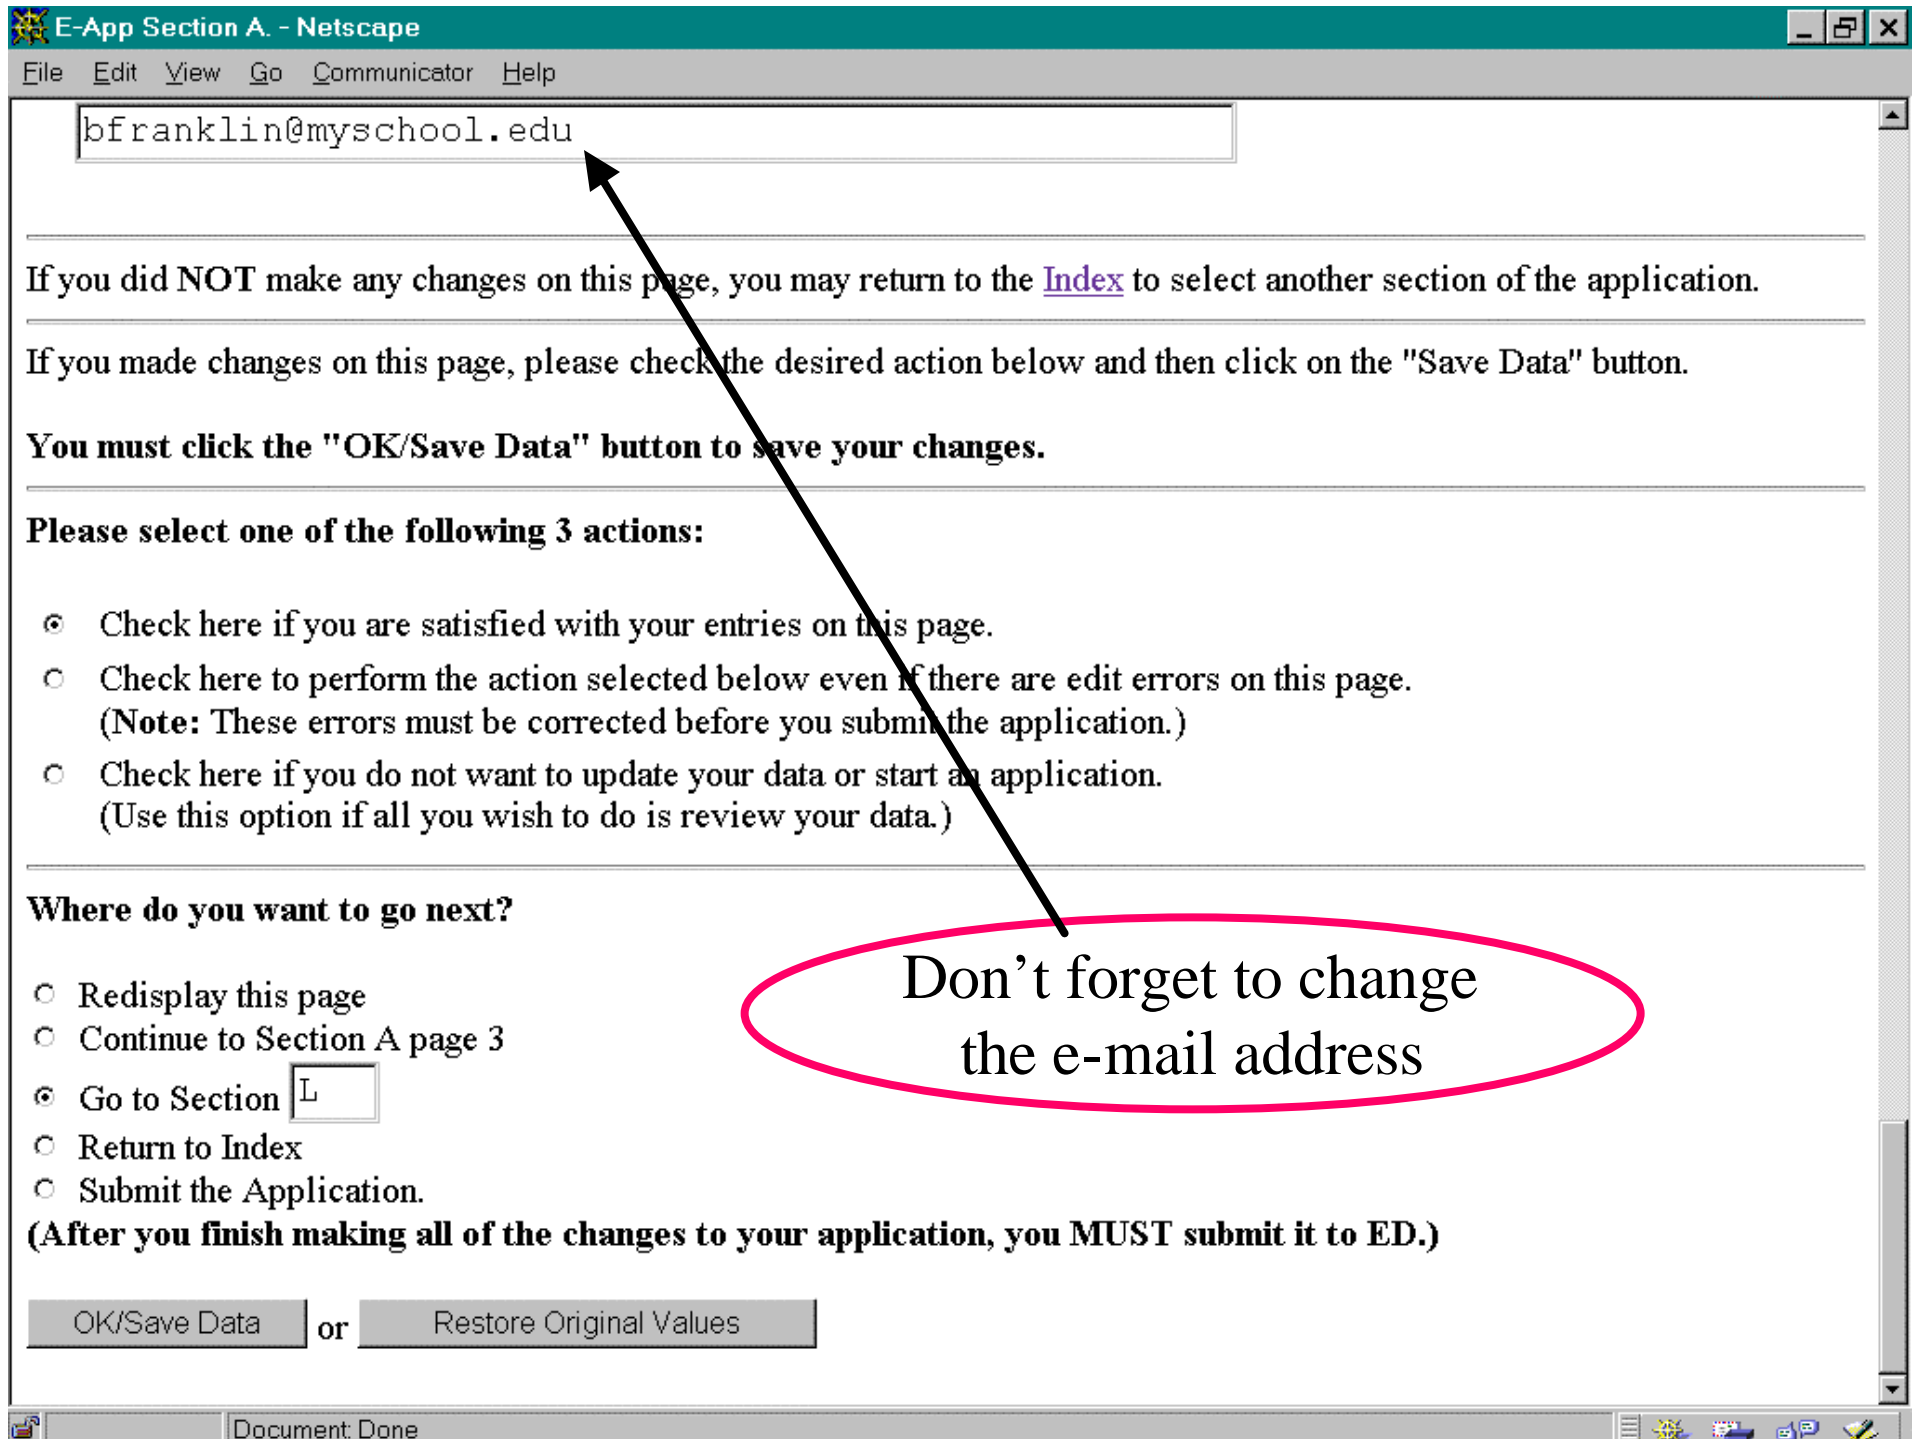 E-App Section A. - Netscape
File Edit View Go Communicator Help
bfranklin@myschool.edu
If you did NOT make any changes on this page, you may return to the Index to select another section of the application.
If you made changes on this page, please check the desired action below and then click on the "Save Data" button.
You must click the "OK/Save Data" button to save your changes.
Please select one of the following 3 actions:
Check here if you are satisfied with your entries on this page.
Check here to perform the action selected below even if there are edit errors on this page.
(Note: These errors must be corrected before you submit the application.)
Check here if you do not want to update your data or start an application.
(Use this option if all you wish to do is review your data.)
Where do you want to go next?
Redisplay this page
Continue to Section A page 3
Go to Section L
Return to Index
Submit the Application.
(After you finish making all of the changes to your application, you MUST submit it to ED.)
Don’t forget to change
the e-mail address
OK/Save Data or Restore Original Values
Document: Done